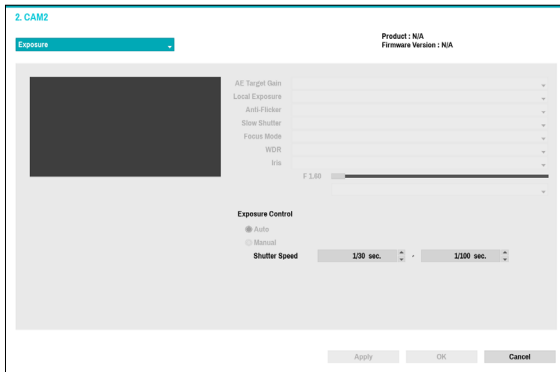 2. CAM2
Exposure
Product : N/A
Firmware Version : N/A
AE Target Gain
Local Exposure
Anti-Flicker
Slow Shutter
Focus Mode
WDR
Iris
F 1.60
Exposure Control
Auto
Manual
Shutter Speed 1/30 sec. - 1/100 sec.
Apply OK Cancel